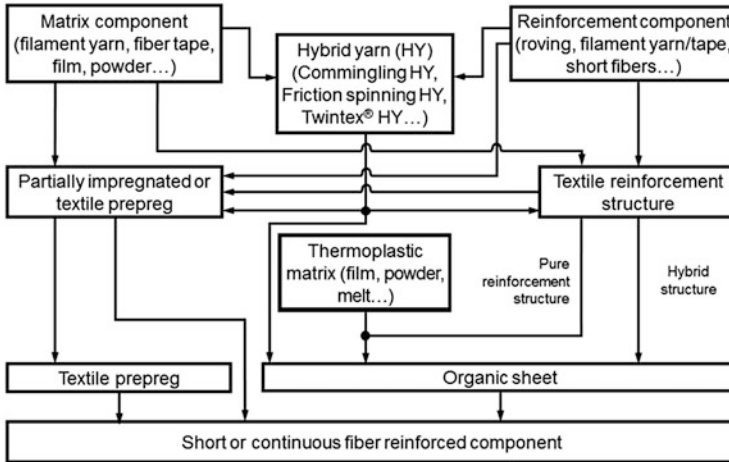 Matrix component
(filament yarn, fiber tape,
film, powder…)
Hybrid yarn (HY)
(Commingling HY,
Friction spinning HY,
Twintex® HY…)
Reinforcement component
(roving, filament yarn/tape,
short fibers…)
Partially impregnated or
textile prepreg
Textile reinforcement
structure
Thermoplastic
matrix (film, powder,
melt…)
Pure
reinforcement
structure
Hybrid
structure
Textile prepreg
Organic sheet
Short or continuous fiber reinforced component